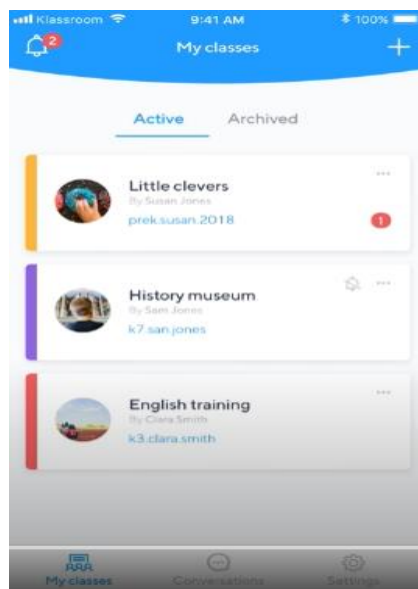 Klassroom 9:41 AM 100%
2
My classes +
Active Archived
Little clevers
By Susan Jones
prek.susan.2018
1
History museum
By Sam Jones
k7.san.jones
English training
By Clara Smith
k3.clara.smith
My classes Conversations Settings